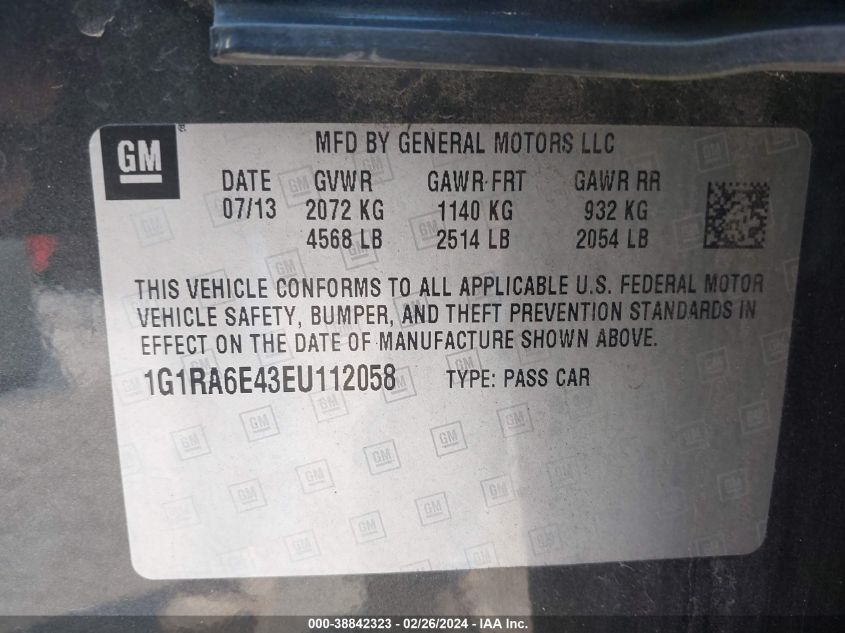 GM
MFD BY GENERAL MOTORS LLC
DATE GVWR GAWR FRT GAWR RR
07/13 2072 KG 1140 KG 932 KG
4568 LB 2514 LB 2054 LB
THIS VEHICLE CONFORMS TO ALL APPLICABLE U.S. FEDERAL MOTOR
VEHICLE SAFETY, BUMPER, AND THEFT PREVENTION STANDARDS IN
EFFECT ON THE DATE OF MANUFACTURE SHOWN ABOVE.
1G1RA6E43EU112058 TYPE: PASS CAR
000-38842323 - 02/26/2024 - IAA Inc.